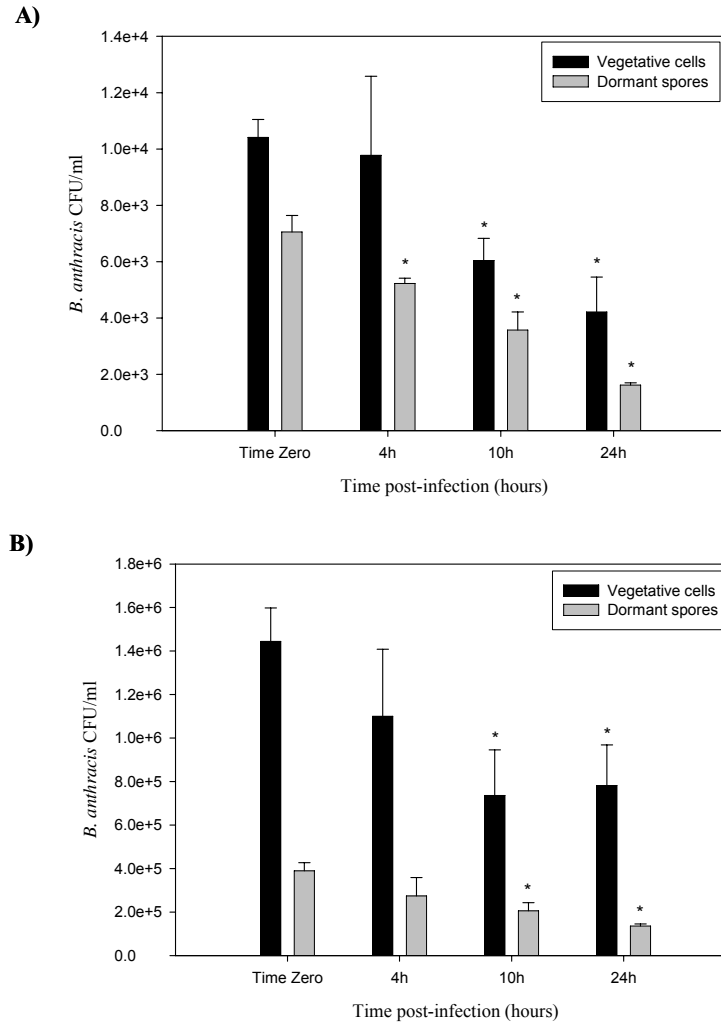 A)
1.4e+4
1.2e+4
1.0e+4
8.0e+3
6.0e+3
4.0e+3
2.0e+3
0.0
B. anthracis CFU/ml
Vegetative cells
Dormant spores
* * * * *
Time Zero 4h 10h 24h
Time post-infection (hours)
B)
1.8e+6
1.6e+6
1.4e+6
1.2e+6
1.0e+6
8.0e+5
6.0e+5
4.0e+5
2.0e+5
0.0
B. anthracis CFU/ml
Vegetative cells
Dormant spores
* * * *
Time Zero 4h 10h 24h
Time post-infection (hours)